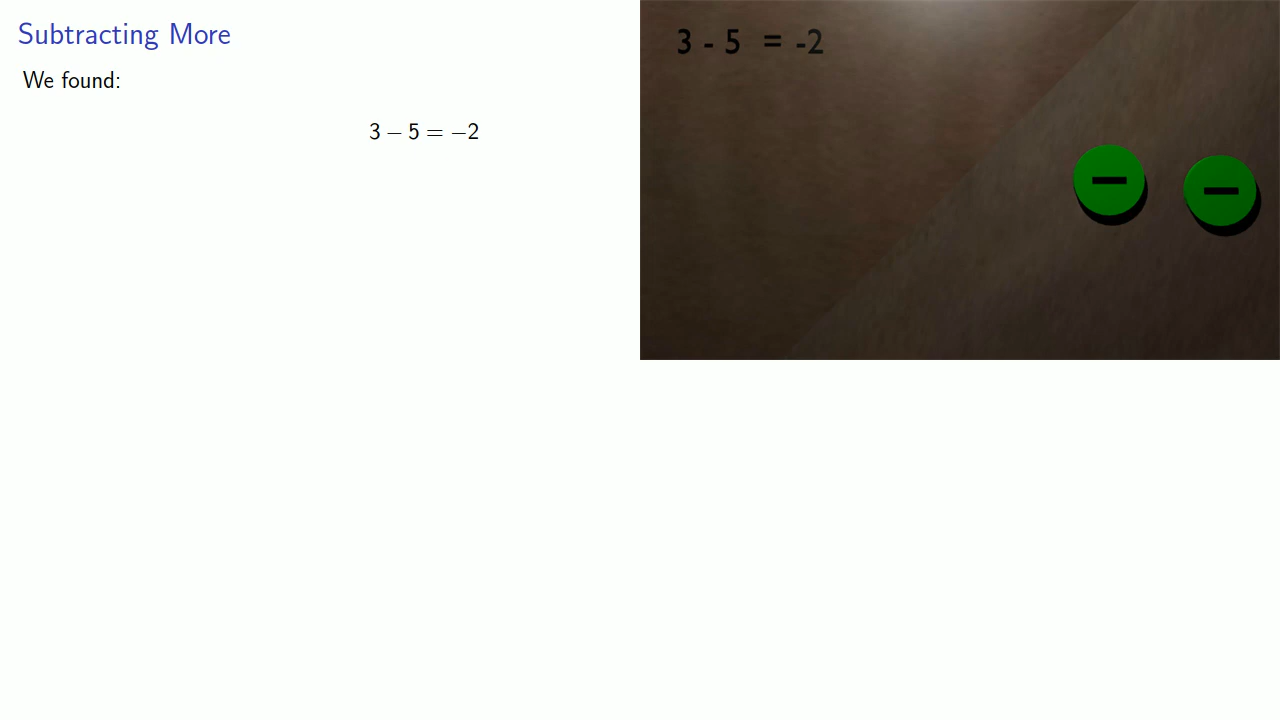 Subtracting More
We found:
3 − 5 = −2
3 - 5 = -2
− −